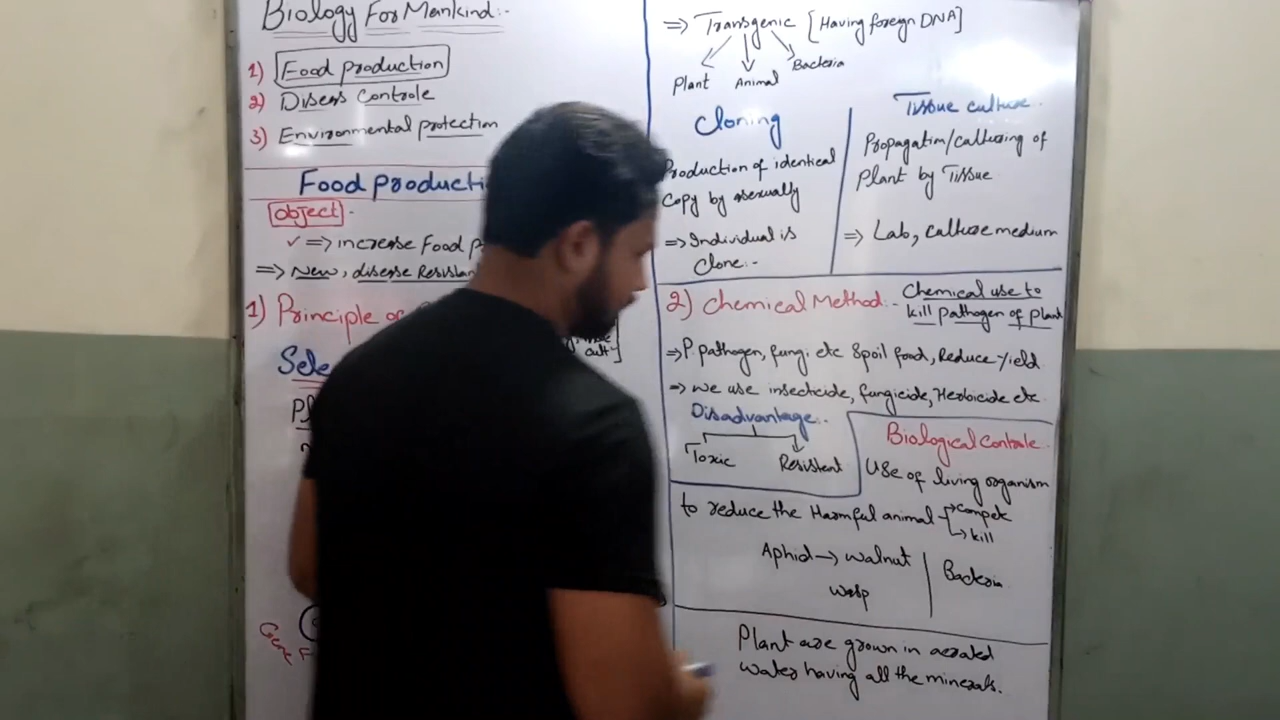 Biology For Mankind:-
1) Food production
2) Diseas Controle
3) Environmental protection
Food producti
object -
✓ ⇒ increase Food p
⇒ New, disease Resistan
1) Principle of
Sele
⇒ Transgenic [Having foreign DNA]
Plant Animal Bacteria
Cloning
Production of identical
Copy by asexually
⇒ Individual is
Clone:-
Tissue culture.
Propagation/culturing of
Plant by Tissue
⇒ Lab, culture medium
2) Chemical Method:- Chemical use to
kill pathogen of plant
⇒ P. pathogen, fungi etc Spoil food, Reduce yield
⇒ we use insecticide, fungicide, Herbicide etc.
Disadvantage:-
Toxic Resistent
Biological Controle:-
Use of living organism
to reduce the Harmful animal → Compete
→ kill
Aphid → walnut
wasp
Bacteria
Plant are grown in aerated
water having all the minerals.